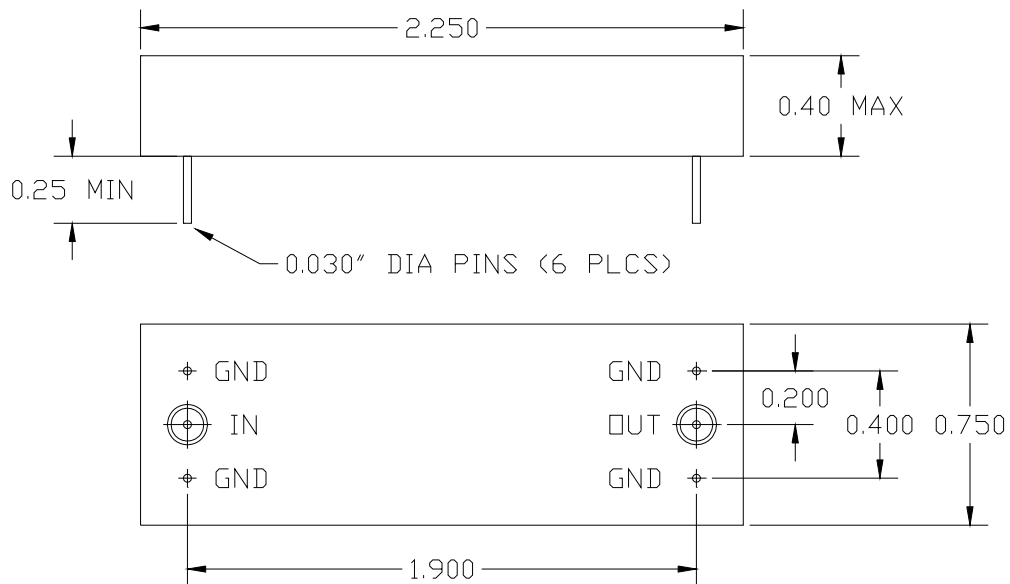 2.250
0.40 MAX
0.25 MIN
0.030" DIA PINS (6 PLCS)
GND GND
0.200
IN OUT 0.400 0.750
GND GND
1.900